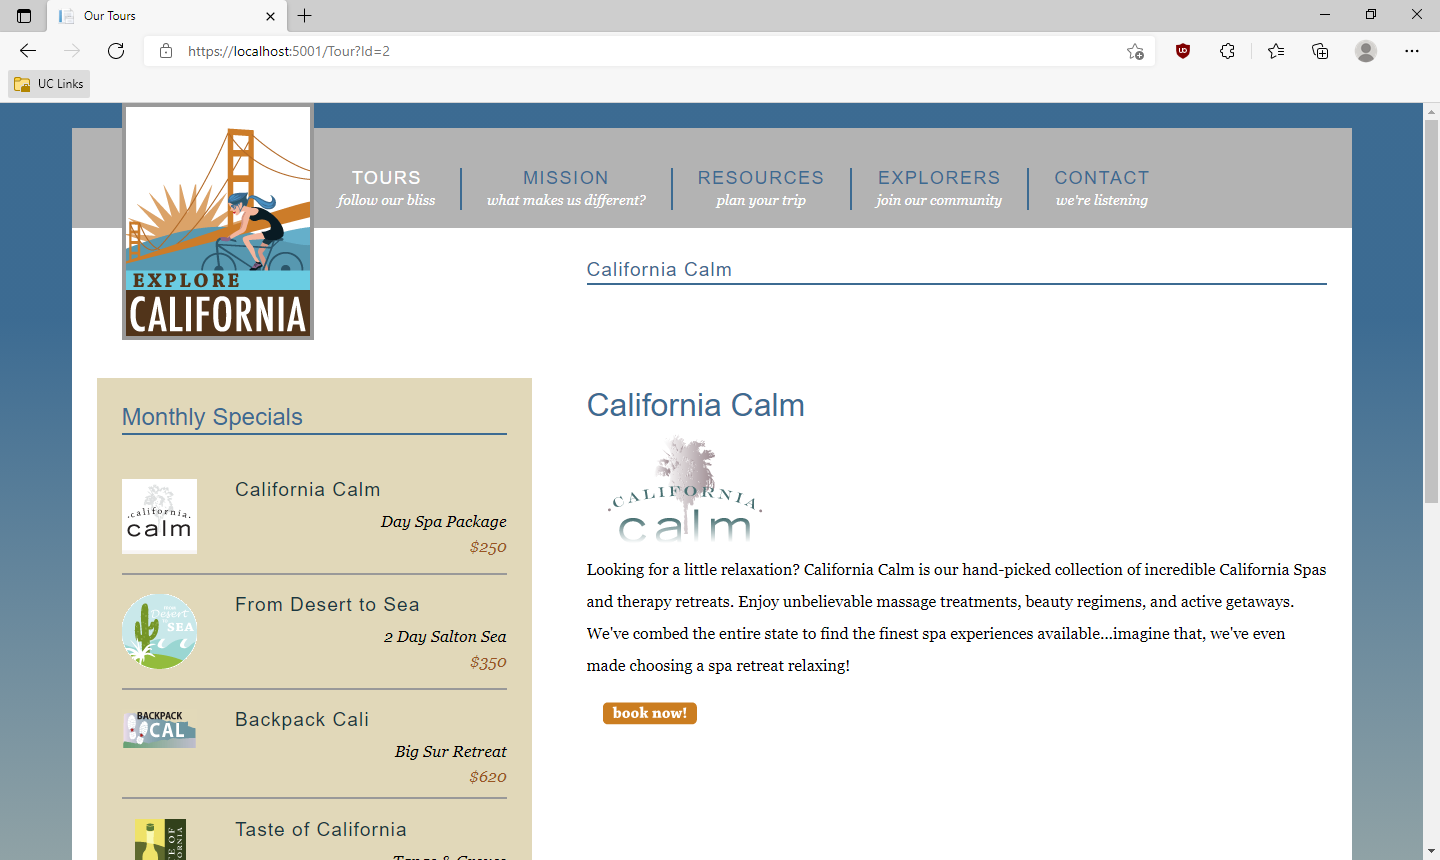 Our Tours
https://localhost:5001/Tour?Id=2
UC Links
EXPLORE
CALIFORNIA
TOURS
follow our bliss
MISSION
what makes us different?
RESOURCES
plan your trip
EXPLORERS
join our community
CONTACT
we're listening
California Calm
Monthly Specials
california
calm
California Calm
Day Spa Package
$250
Desert
SEA
From Desert to Sea
2 Day Salton Sea
$350
BACKPACK
CAL
Backpack Cali
Big Sur Retreat
$620
Taste of California
California Calm
CALIFORNIA
calm
Looking for a little relaxation? California Calm is our hand-picked collection of incredible California Spas
and therapy retreats. Enjoy unbelievable massage treatments, beauty regimens, and active getaways.
We've combed the entire state to find the finest spa experiences available...imagine that, we've even
made choosing a spa retreat relaxing!
book now!